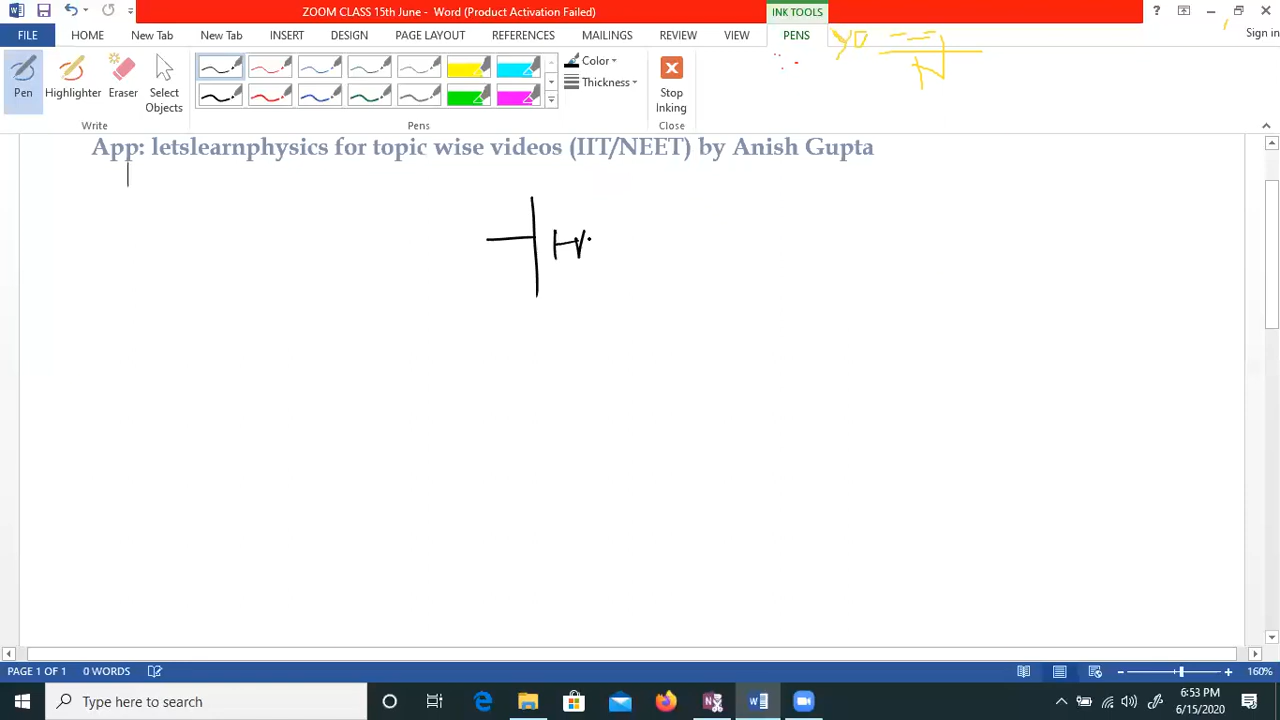 ZOOM CLASS 15th June - Word (Product Activation Failed)
INK TOOLS
FILE HOME New Tab New Tab INSERT DESIGN PAGE LAYOUT REFERENCES MAILINGS REVIEW VIEW PENS
Sign in
Pen Highlighter Eraser Select Objects
Color
Thickness
Stop Inking
Write Pens Close
App: letslearnphysics for topic wise videos (IIT/NEET) by Anish Gupta
PAGE 1 OF 1 0 WORDS 160%
Type here to search
6:53 PM
6/15/2020